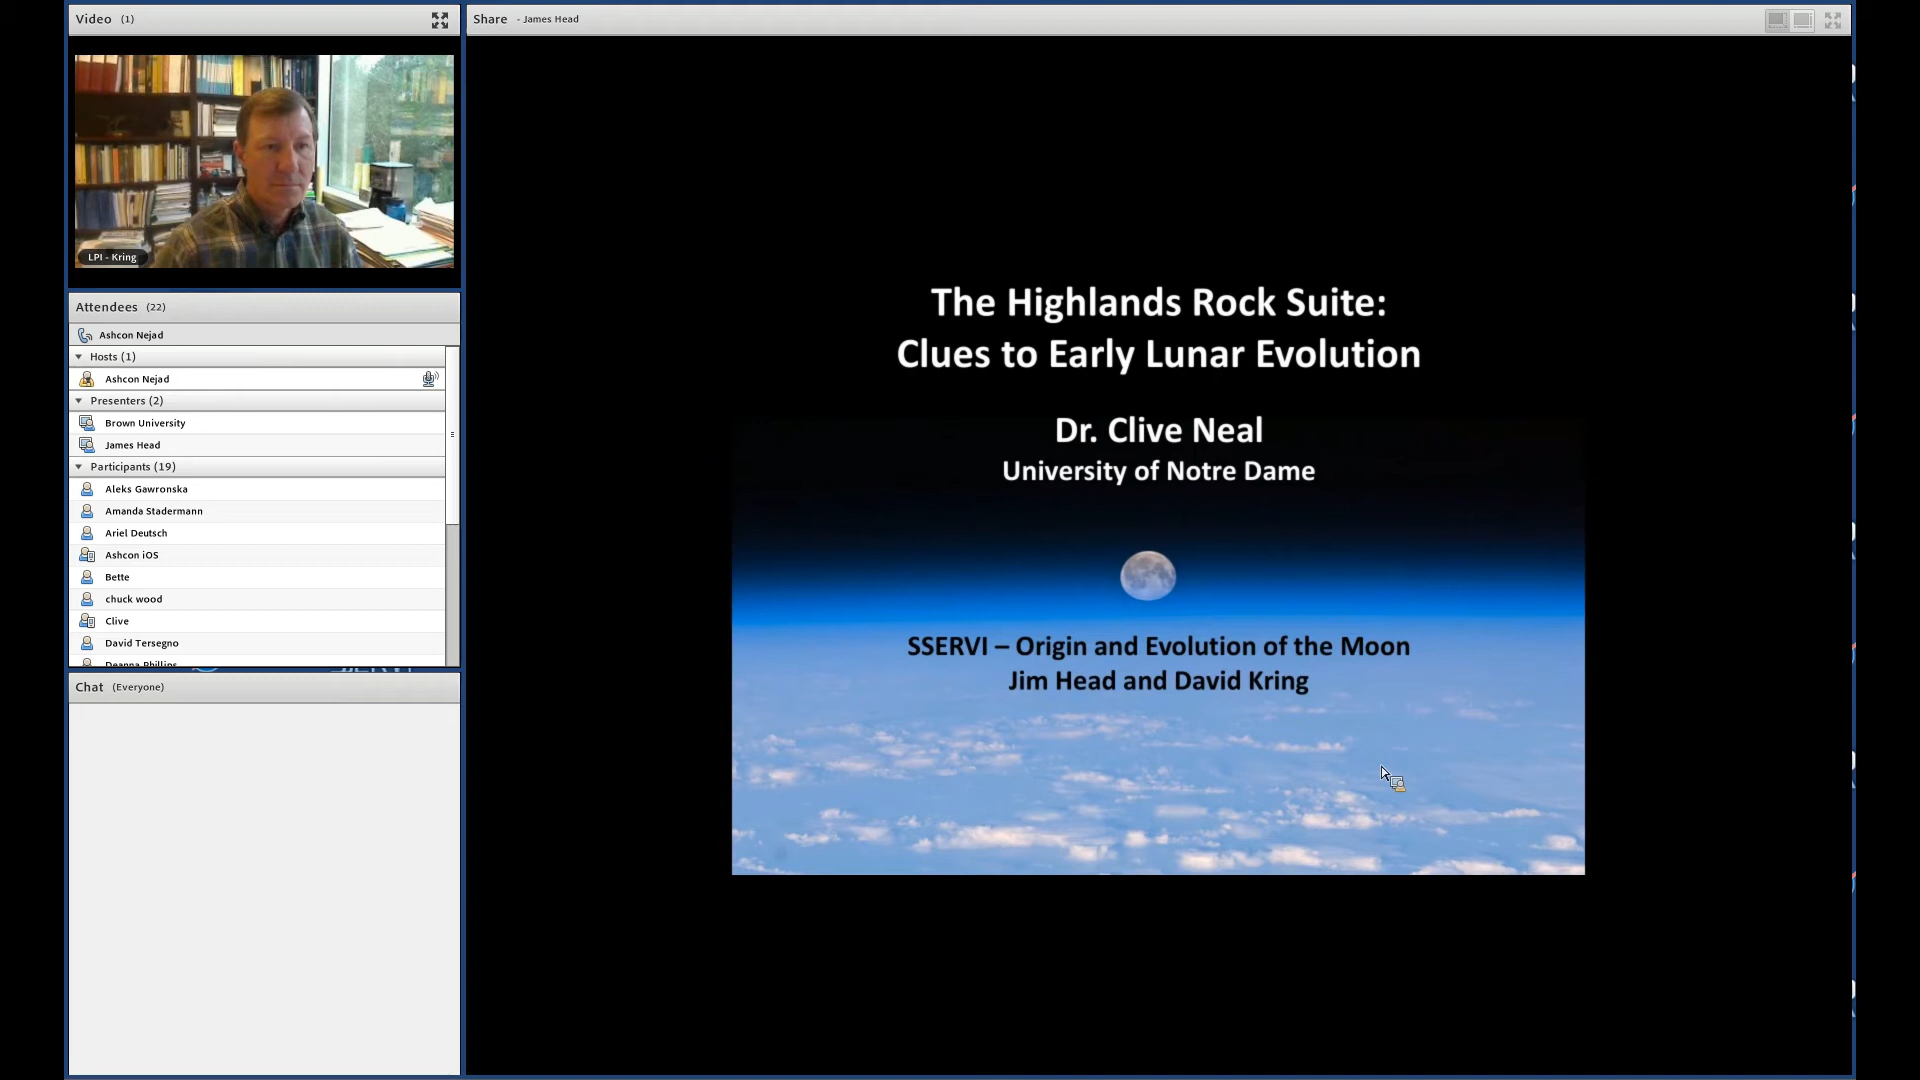 Video (1)
LPI - Kring
Attendees (22)
Ashcon Nejad
Hosts (1)
Ashcon Nejad
Presenters (2)
Brown University
James Head
Participants (19)
Aleks Gawronska
Amanda Stadermann
Ariel Deutsch
Ashcon iOS
Bette
chuck wood
Clive
David Tersegno
Deanna Phillips
Chat (Everyone)
Share - James Head
The Highlands Rock Suite:
Clues to Early Lunar Evolution
Dr. Clive Neal
University of Notre Dame
SSERVI – Origin and Evolution of the Moon
Jim Head and David Kring